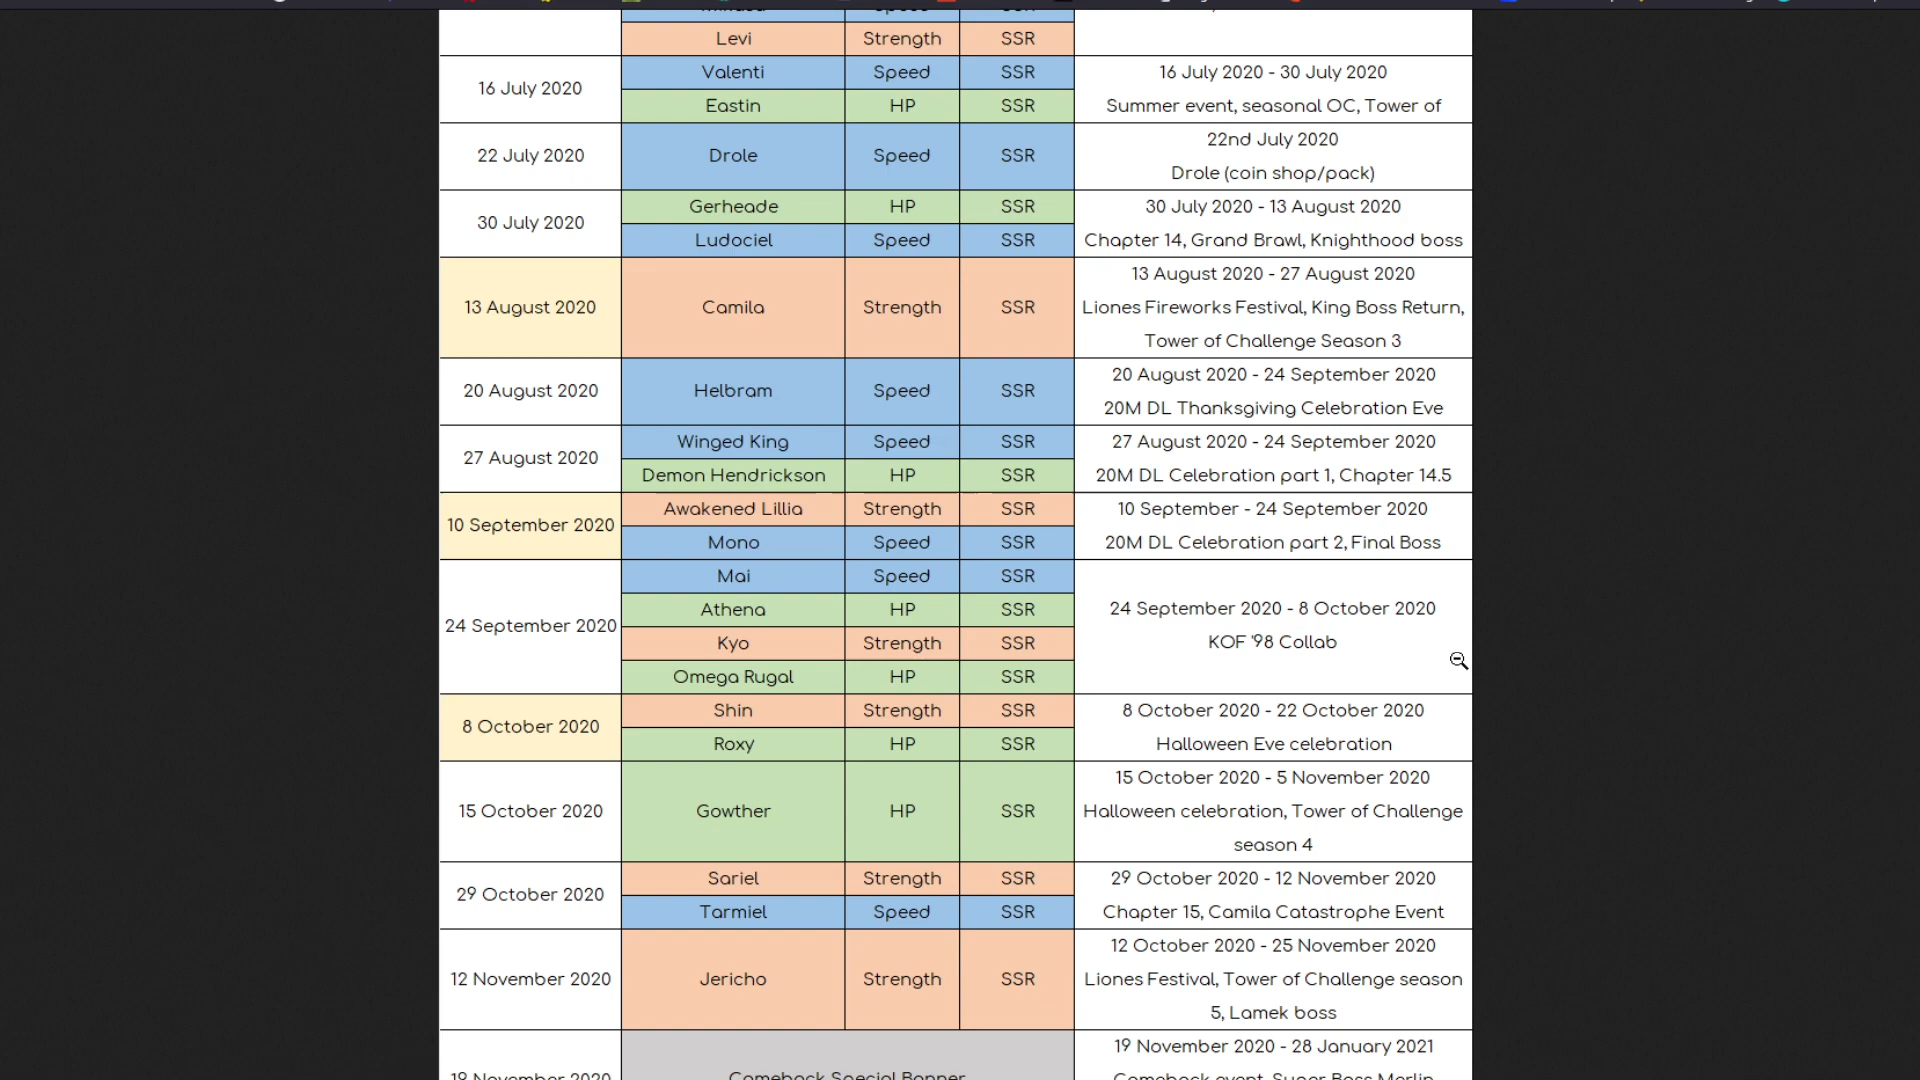 Levi Strength SSR
16 July 2020 Valenti Speed SSR 16 July 2020 - 30 July 2020
Eastin HP SSR Summer event, seasonal OC, Tower of
22 July 2020 Drole Speed SSR 22nd July 2020
Drole (coin shop/pack)
30 July 2020 Gerheade HP SSR 30 July 2020 - 13 August 2020
Ludociel Speed SSR Chapter 14, Grand Brawl, Knighthood boss
13 August 2020 Camila Strength SSR 13 August 2020 - 27 August 2020
Liones Fireworks Festival, King Boss Return,
Tower of Challenge Season 3
20 August 2020 Helbram Speed SSR 20 August 2020 - 24 September 2020
20M DL Thanksgiving Celebration Eve
27 August 2020 Winged King Speed SSR 27 August 2020 - 24 September 2020
Demon Hendrickson HP SSR 20M DL Celebration part 1, Chapter 14.5
10 September 2020 Awakened Lillia Strength SSR 10 September - 24 September 2020
Mono Speed SSR 20M DL Celebration part 2, Final Boss
24 September 2020 Mai Speed SSR 24 September 2020 - 8 October 2020
Athena HP SSR KOF '98 Collab
Kyo Strength SSR
Omega Rugal HP SSR
8 October 2020 Shin Strength SSR 8 October 2020 - 22 October 2020
Roxy HP SSR Halloween Eve celebration
15 October 2020 Gowther HP SSR 15 October 2020 - 5 November 2020
Halloween celebration, Tower of Challenge
season 4
29 October 2020 Sariel Strength SSR 29 October 2020 - 12 November 2020
Tarmiel Speed SSR Chapter 15, Camila Catastrophe Event
12 November 2020 Jericho Strength SSR 12 October 2020 - 25 November 2020
Liones Festival, Tower of Challenge season
5, Lamek boss
19 November 2020 Comeback Special Banner 19 November 2020 - 28 January 2021
Comeback event, Super Boss Merlin